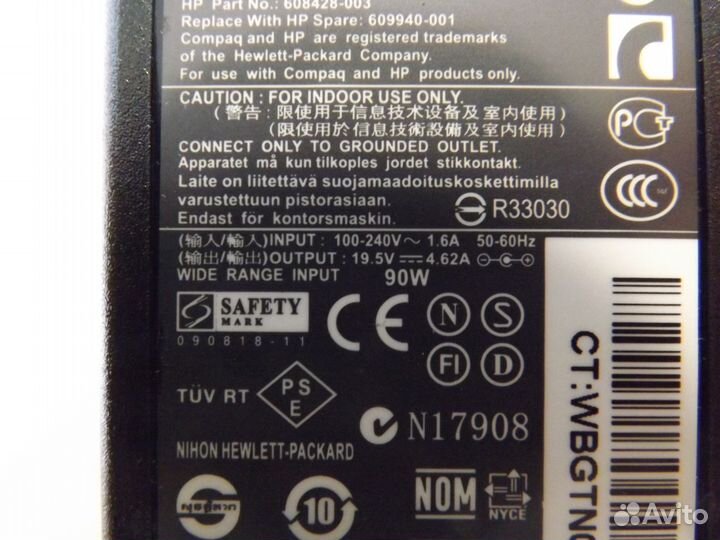 HP Part No.: 608428-003
Replace With HP Spare: 609940-001
Compaq and HP are registered trademarks
of the Hewlett-Packard Company.
For use with Compaq and HP products only.
CAUTION : FOR INDOOR USE ONLY.
(警告: 限使用于信息技术设备及室内使用)
(限使用於信息技術設備及室內使用)
CONNECT ONLY TO GROUNDED OUTLET.
Apparatet må kun tilkoples jordet stikkontakt.
Laite on liitettävä suojamaadoituskoskettimilla
varustettuun pistorasiaan.
Endast för kontorsmaskin.
R33030
(输入/輸入)INPUT : 100-240V～ 1.6A 50-60Hz
(输出/輸出)OUTPUT : 19.5V 4.62A
WIDE RANGE INPUT 90W
S SAFETY
MARK
090818-11
CE
N S
FI D
TÜV RT
PS
E
N17908
NIHON HEWLETT-PACKARD
10
NOM
NYCE
PCT
CCC
CT:WBGTN
Avito